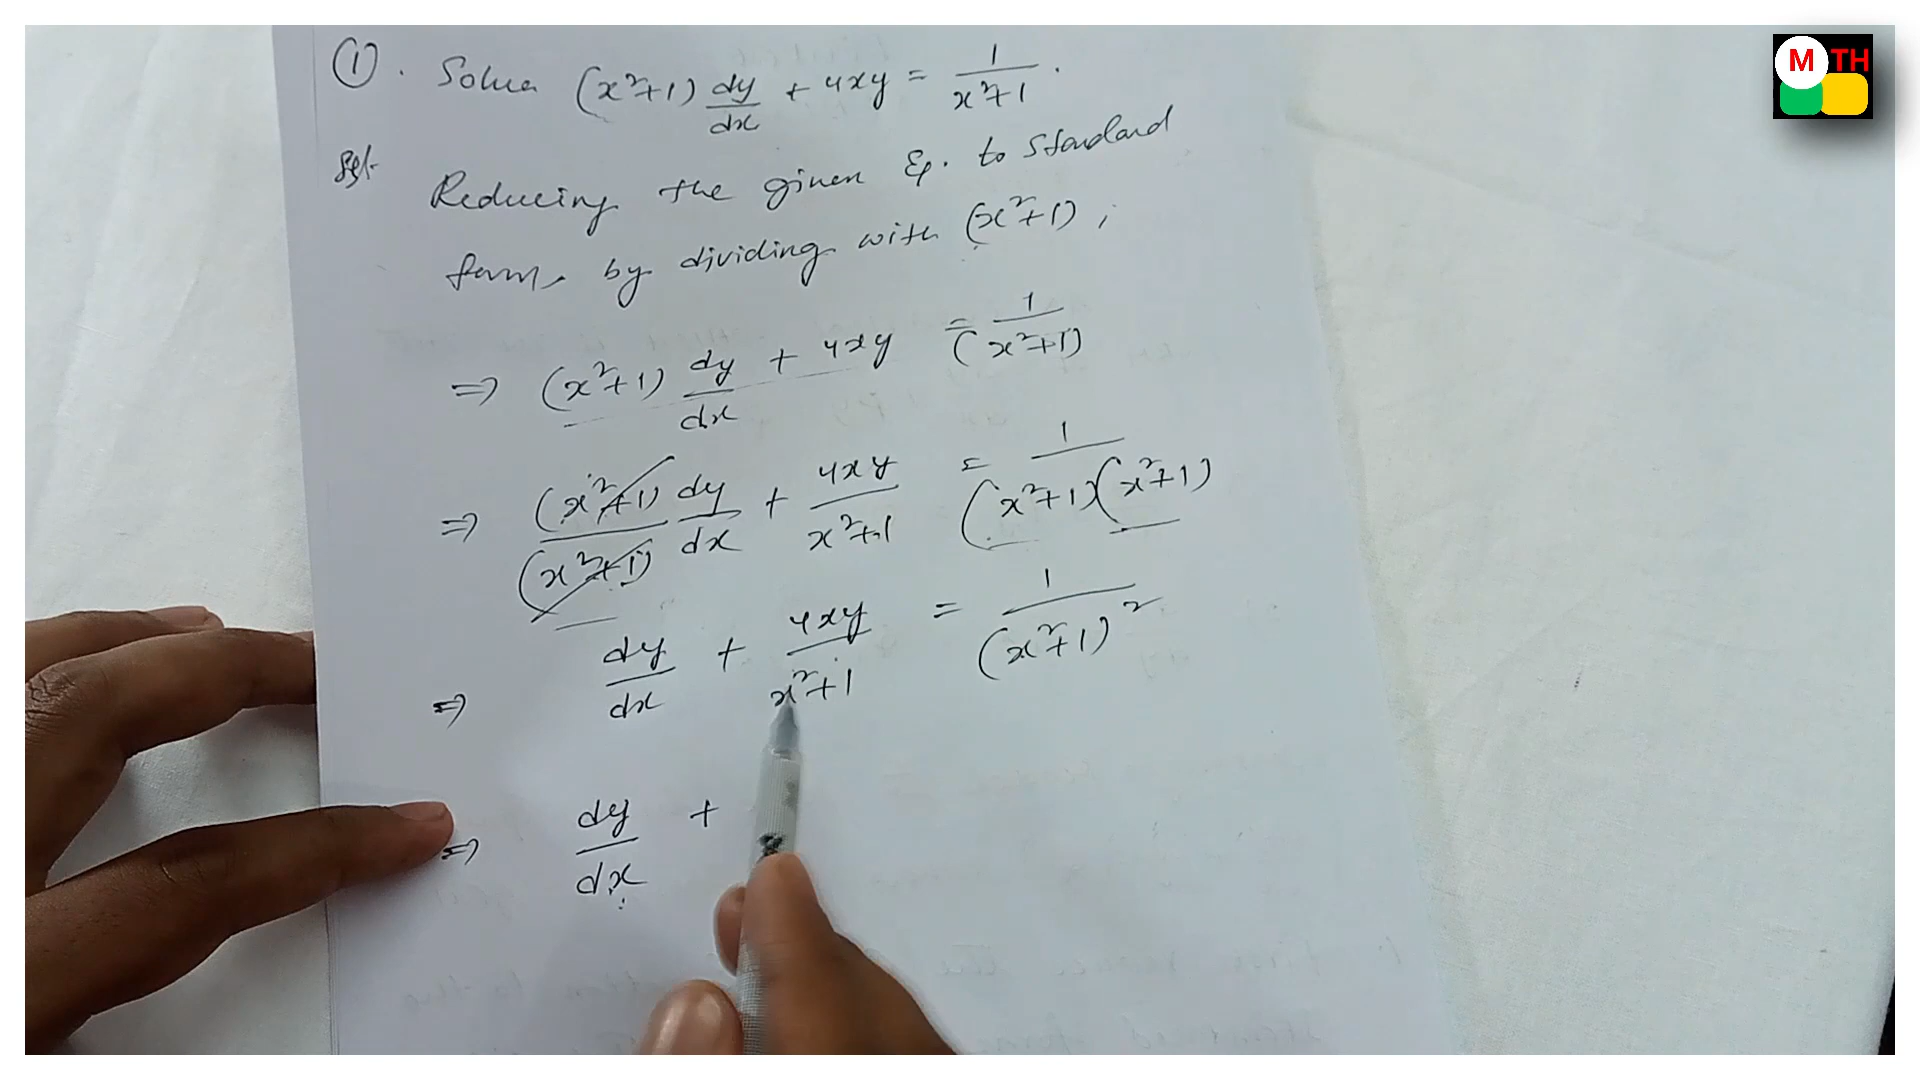 ①. Solve (x²+1) dy/dx + 4xy = 1/x²+1.
Sol:- Reducing the given Eq. to standard
form, by dividing with (x²+1),
⇒ (x²+1) dy/dx + 4xy = 1/(x²+1)
⇒ (x²+1)/(x²+1) dy/dx + 4xy/x²+1 = 1/(x²+1)(x²+1)
⇒ dy/dx + 4xy/x²+1 = 1/(x²+1)²
⇒ dy/dx +
M TH